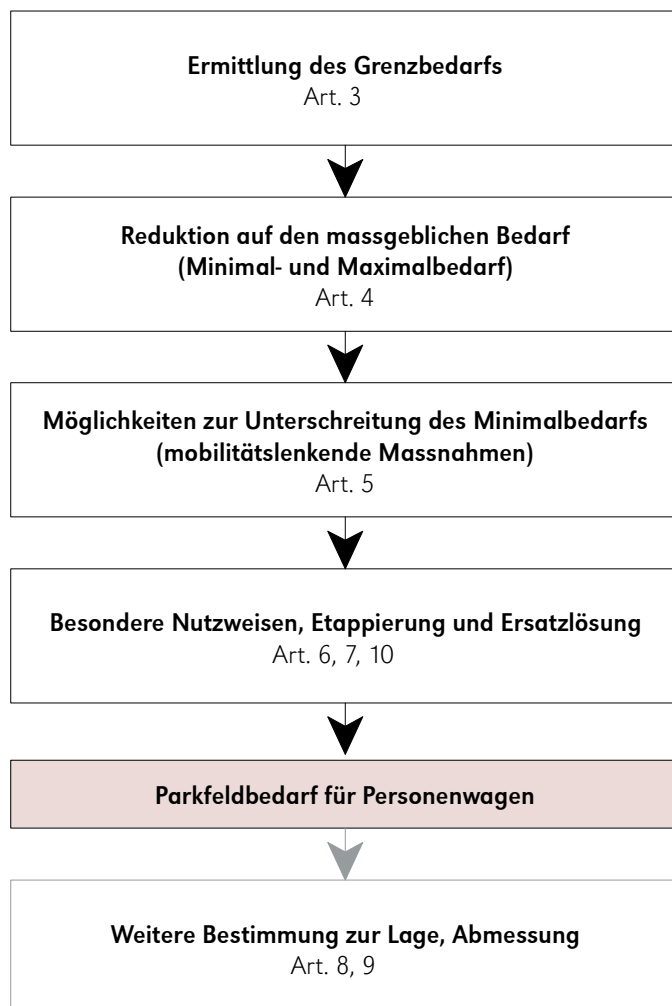 Ermittlung des Grenzbedarfs
Art. 3
Reduktion auf den massgeblichen Bedarf
(Minimal- und Maximalbedarf)
Art. 4
Möglichkeiten zur Unterschreitung des Minimalbedarfs
(mobilitätslenkende Massnahmen)
Art. 5
Besondere Nutzweisen, Etappierung und Ersatzlösung
Art. 6, 7, 10
Parkfeldbedarf für Personenwagen
Weitere Bestimmung zur Lage, Abmessung
Art. 8, 9